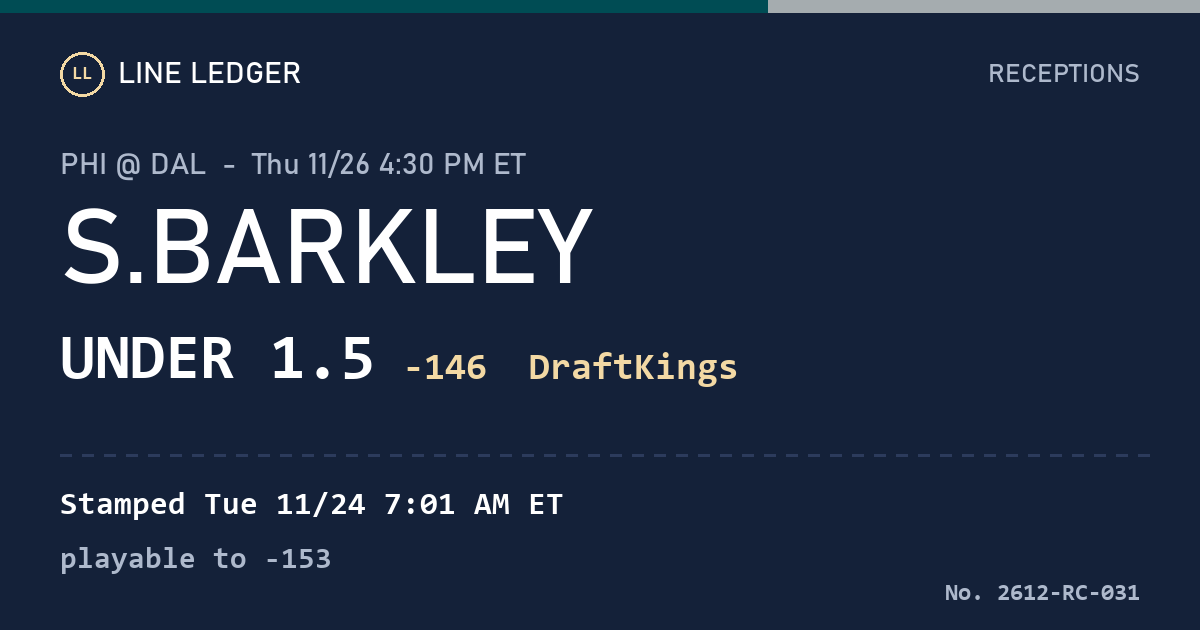 LL LINE LEDGER RECEPTIONS
PHI @ DAL - Thu 11/26 4:30 PM ET
S.BARKLEY
UNDER 1.5 -146 DraftKings
Stamped Tue 11/24 7:01 AM ET
playable to -153
No. 2612-RC-031